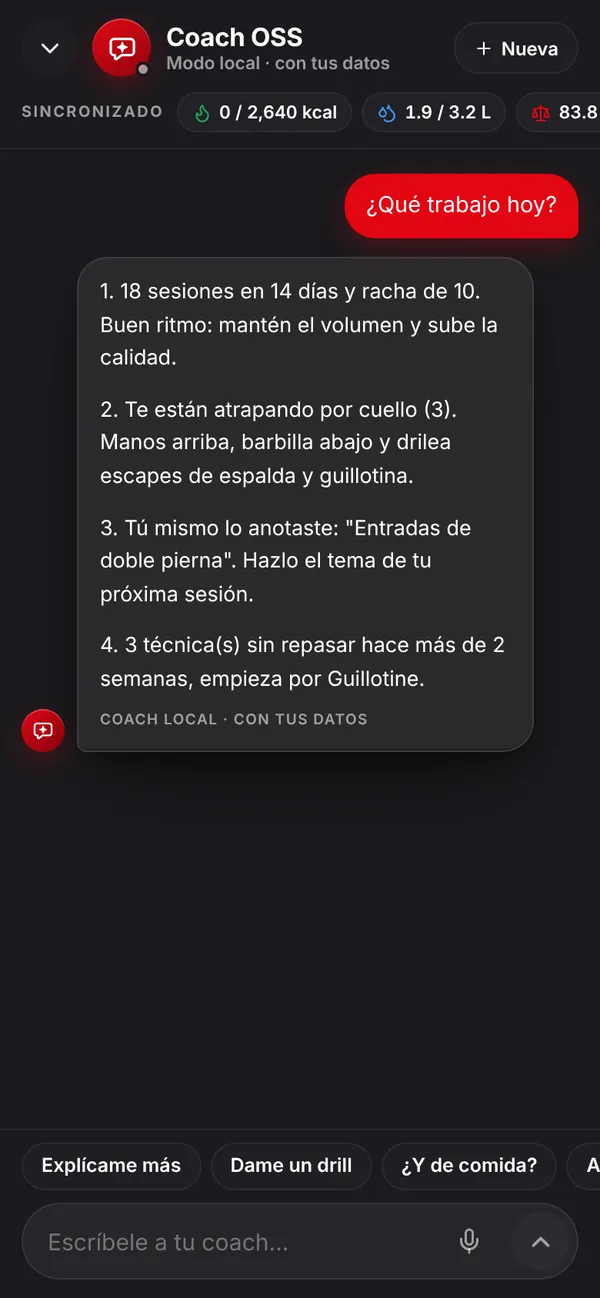 Coach OSS
Modo local · con tus datos
+ Nueva
SINCRONIZADO
0 / 2,640 kcal
1.9 / 3.2 L
83.8
¿Qué trabajo hoy?
1. 18 sesiones en 14 días y racha de 10.
Buen ritmo: mantén el volumen y sube la
calidad.
2. Te están atrapando por cuello (3).
Manos arriba, barbilla abajo y drilea
escapes de espalda y guillotina.
3. Tú mismo lo anotaste: "Entradas de
doble pierna". Hazlo el tema de tu
próxima sesión.
4. 3 técnica(s) sin repasar hace más de 2
semanas, empieza por Guillotine.
COACH LOCAL · CON TUS DATOS
Explícame más
Dame un drill
¿Y de comida?
A
Escríbele a tu coach...